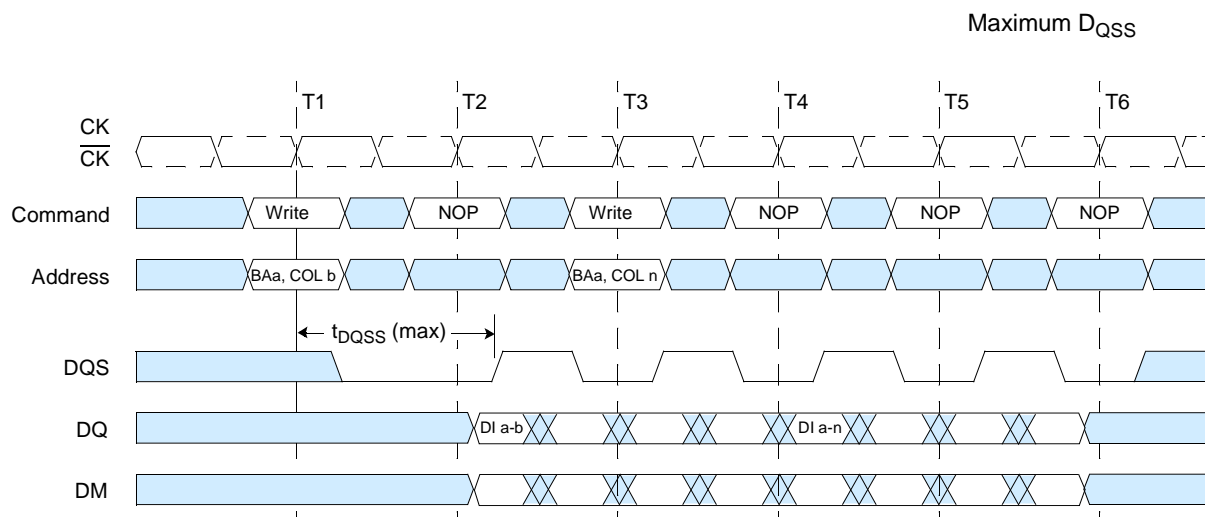 Maximum DQSS
T1 T2 T3 T4 T5 T6
CK
CK
Command Write NOP Write NOP NOP NOP
Address BAa, COL b BAa, COL n
tDQSS (max)
DQS
DQ DI a-b DI a-n
DM